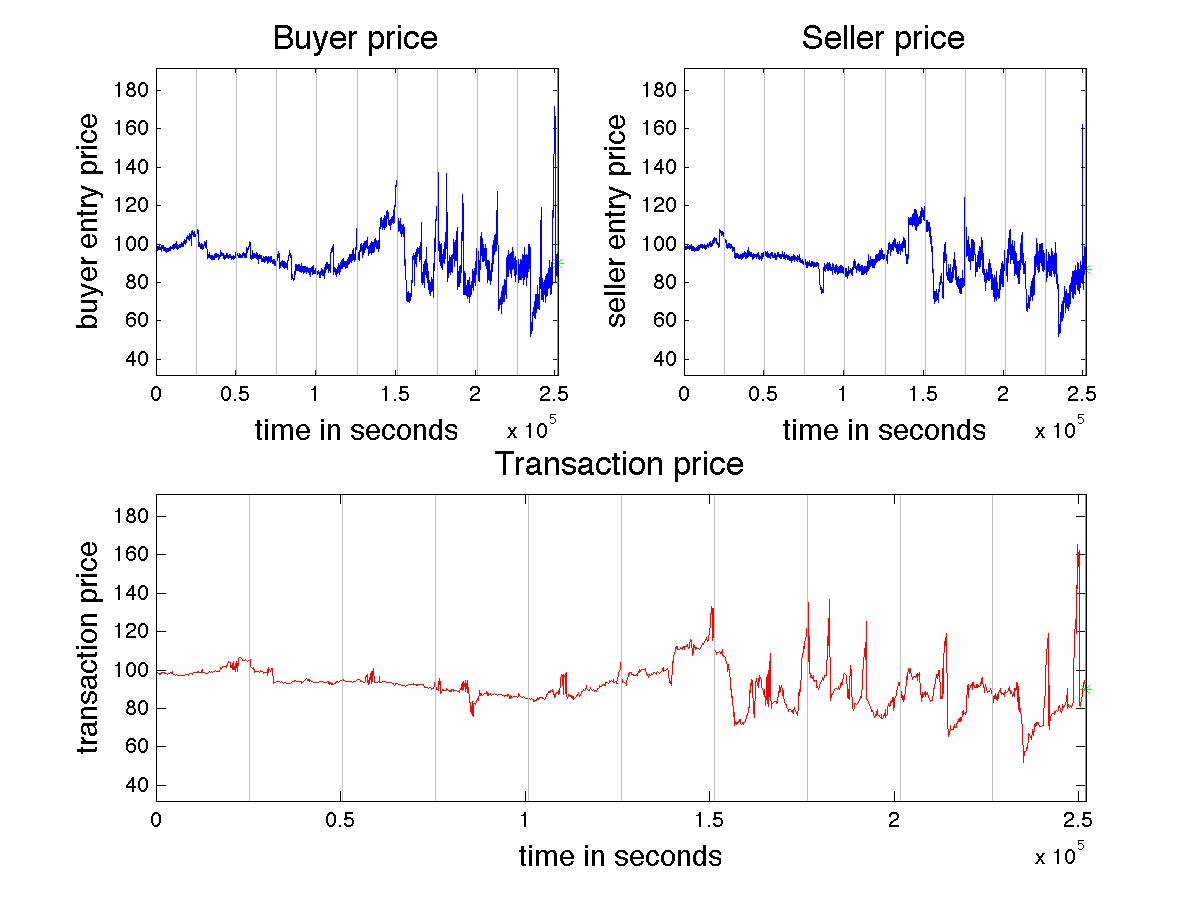 Buyer price
180
160
140
120
100
80
60
40
buyer entry price
0 0.5 1 1.5 2 2.5
x 10^5
time in seconds
Seller price
180
160
140
120
100
80
60
40
seller entry price
0 0.5 1 1.5 2 2.5
x 10^5
time in seconds
Transaction price
180
160
140
120
100
80
60
40
transaction price
0 0.5 1 1.5 2 2.5
x 10^5
time in seconds